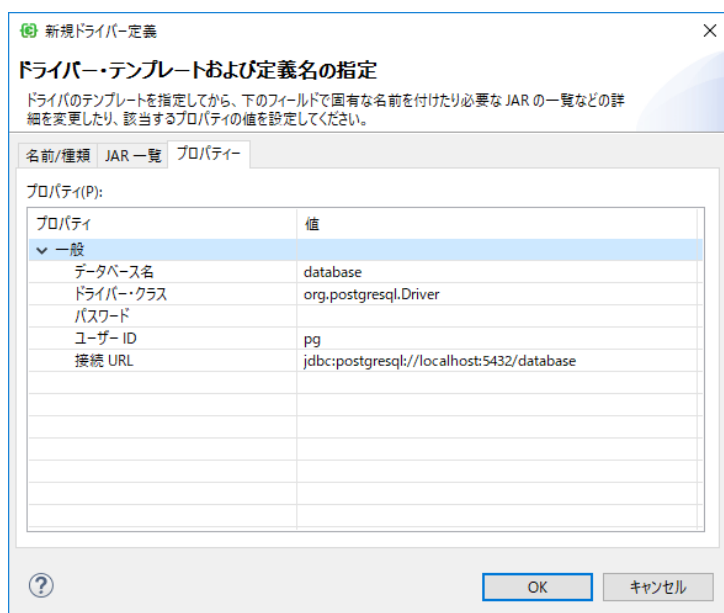 新規ドライバー定義
ドライバー・テンプレートおよび定義名の指定
ドライバのテンプレートを指定してから、下のフィールドで固有な名前を付けたり必要な JAR の一覧などの詳
細を変更したり、該当するプロパティの値を設定してください。
名前/種類 JAR 一覧 プロパティー
プロパティ(P):
プロパティ 値
一般
データベース名 database
ドライバー・クラス org.postgresql.Driver
パスワード
ユーザー ID pg
接続 URL jdbc:postgresql://localhost:5432/database
OK キャンセル